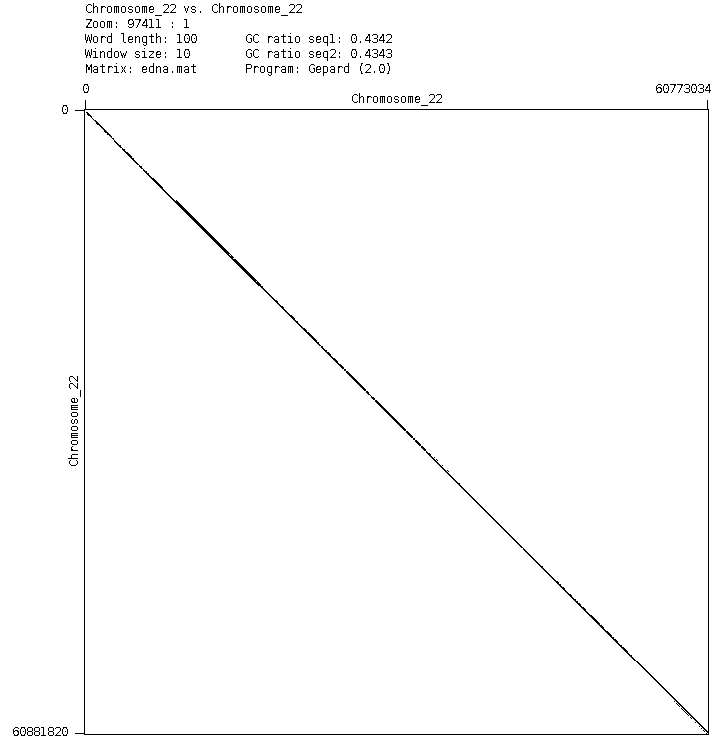 Chromosome_22 vs. Chromosome_22
Zoom: 97411 : 1
Word length: 100 GC ratio seq1: 0.4342
Window size: 10 GC ratio seq2: 0.4343
Matrix: edna.mat Program: Gepard (2.0)
0 60773034
Chromosome_22
0
Chromosome_22
60881820